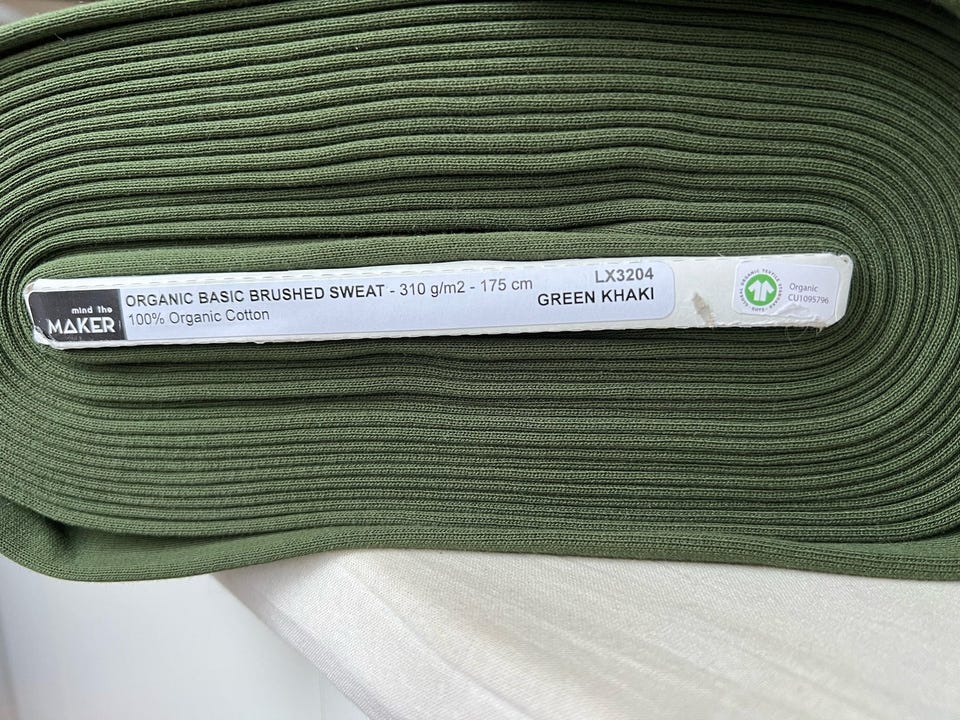 mind the
MAKER
ORGANIC BASIC BRUSHED SWEAT - 310 g/m2 - 175 cm
100% Organic Cotton
LX3204
GREEN KHAKI
Organic
CU1095796